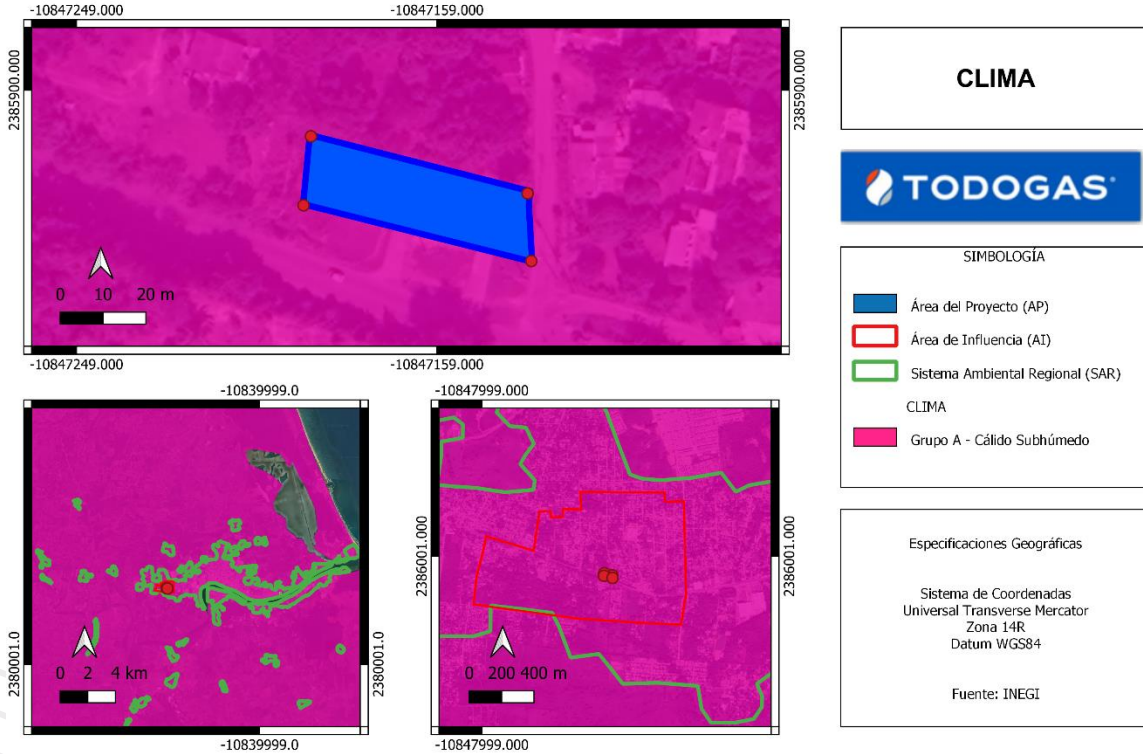 -10847249.000
-10847159.000
2385900.000
2385900.000
0 10 20 m
-10847249.000
-10847159.000
CLIMA
TODOGAS
SIMBOLOGÍA
Área del Proyecto (AP)
Área de Influencia (AI)
Sistema Ambiental Regional (SAR)
CLIMA
Grupo A - Cálido Subhúmedo
-10839999.0
2380001.0
2380001.0
0 2 4 km
-10839999.0
-10847999.000
2386001.000
2386001.000
0 200 400 m
-10847999.000
Especificaciones Geográficas
Sistema de Coordenadas
Universal Transverse Mercator
Zona 14R
Datum WGS84
Fuente: INEGI